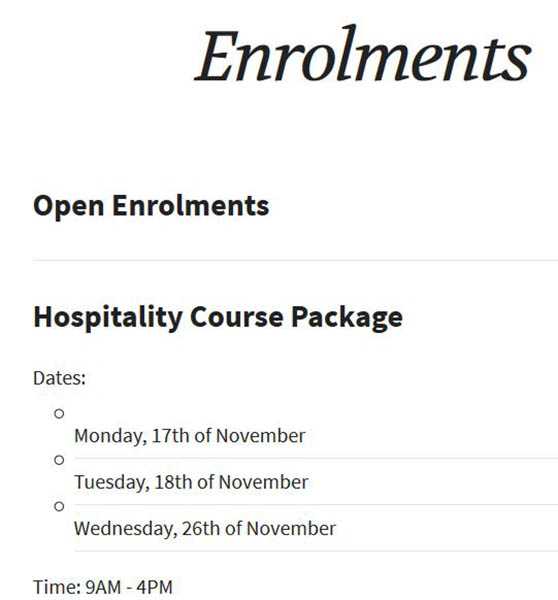 Enrolments
Open Enrolments
Hospitality Course Package
Dates:
Monday, 17th of November
Tuesday, 18th of November
Wednesday, 26th of November
Time: 9AM - 4PM